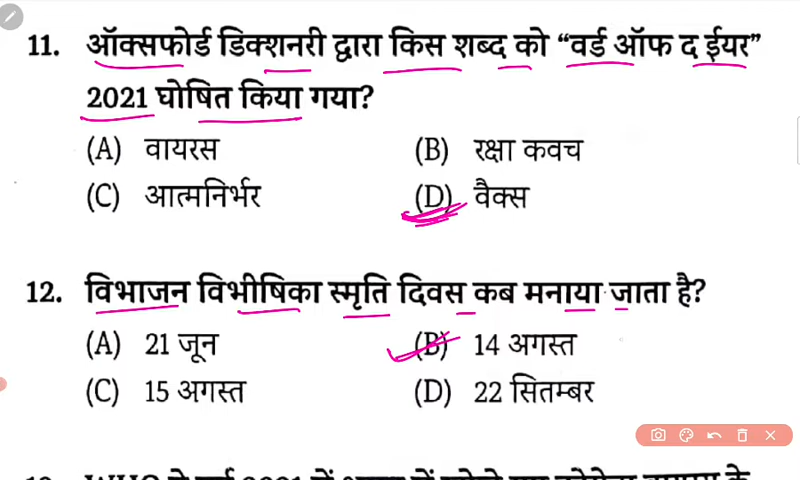 11. ऑक्सफोर्ड डिक्शनरी द्वारा किस शब्द को “वर्ड ऑफ द ईयर”
2021 घोषित किया गया?
(A) वायरस (B) रक्षा कवच
(C) आत्मनिर्भर (D) वैक्स
12. विभाजन विभीषिका स्मृति दिवस कब मनाया जाता है?
(A) 21 जून (B) 14 अगस्त
(C) 15 अगस्त (D) 22 सितम्बर